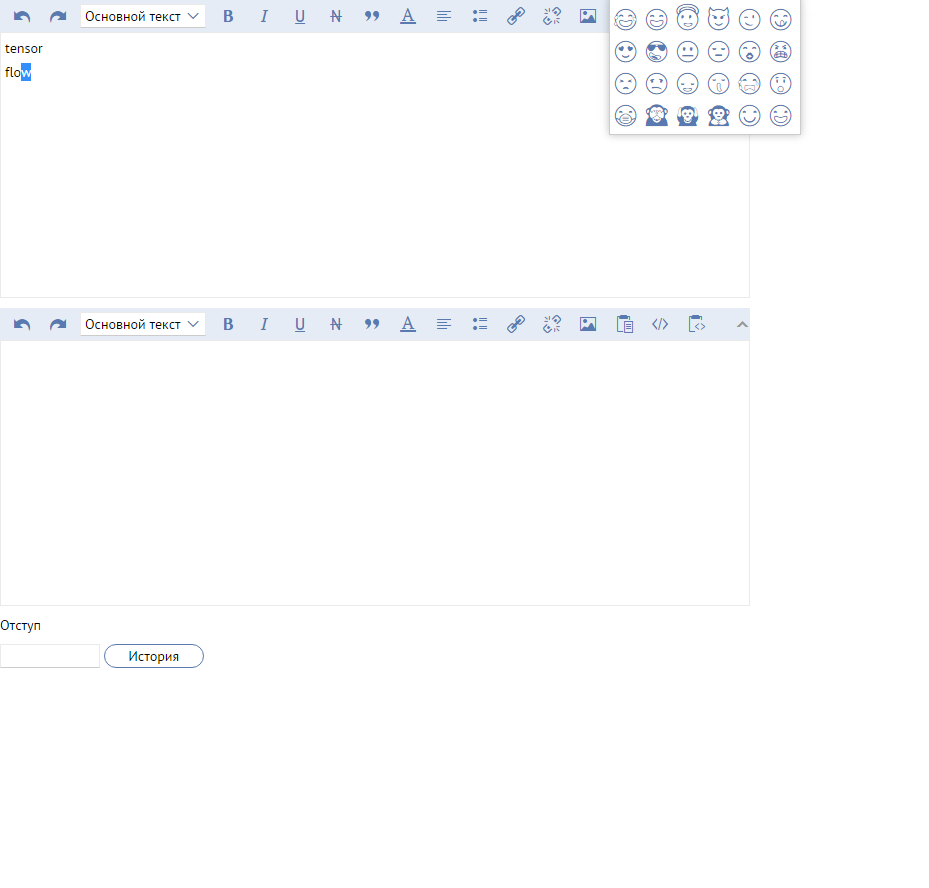 Основной текст
tensor
flow
Основной текст
Отступ
История